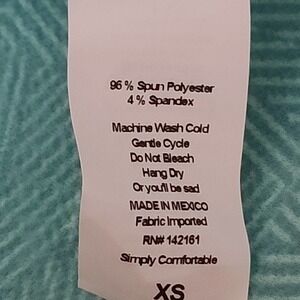 96 % Spun Polyester
4 % Spandex
Machine Wash Cold
Gentle Cycle
Do Not Bleach
Hang Dry
Or you'll be sad
MADE IN MEXICO
Fabric Imported
RN# 142161
Simply Comfortable
XS